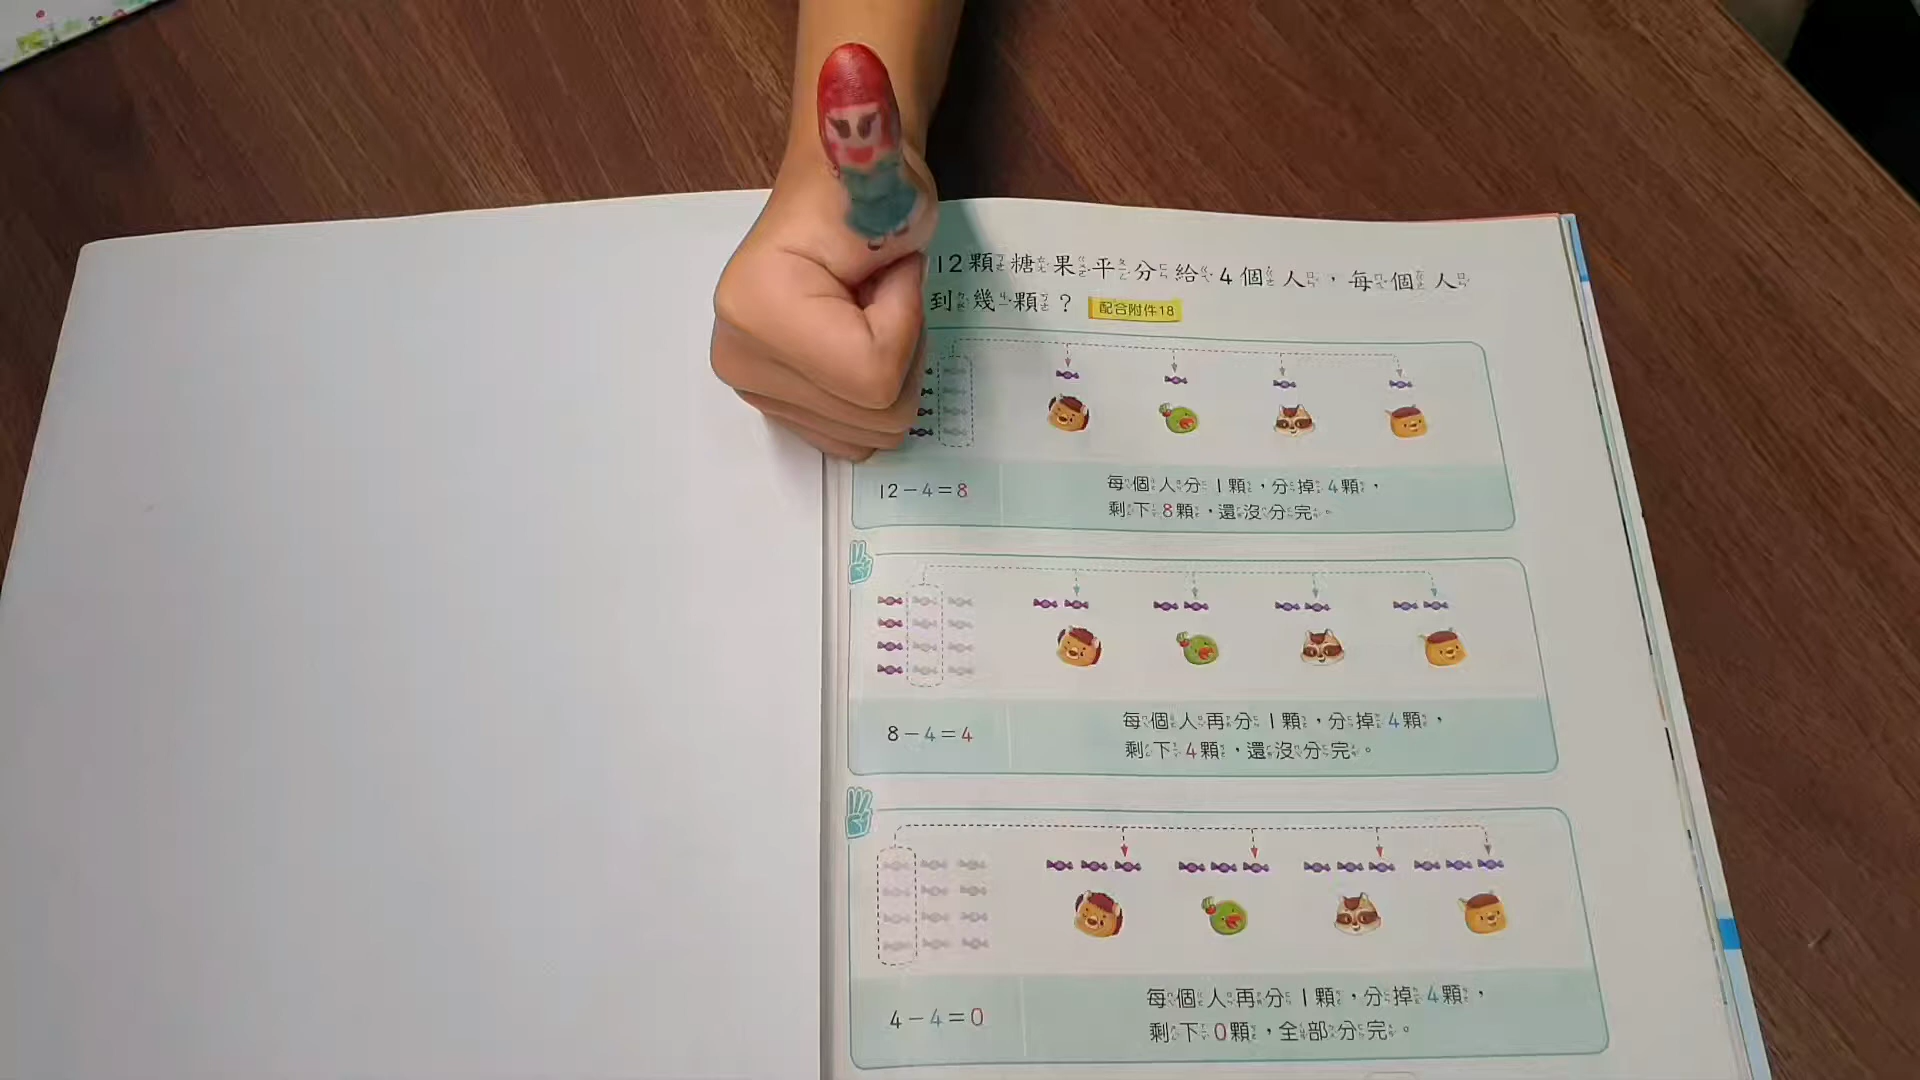 12顆糖果平分給4個人，每個人
到幾顆？ 配合附件18
12－4＝8
每個人分1顆，分掉4顆，
剩下8顆，還沒分完。
8－4＝4
每個人再分1顆，分掉4顆，
剩下4顆，還沒分完。
4－4＝0
每個人再分1顆，分掉4顆，
剩下0顆，全部分完。